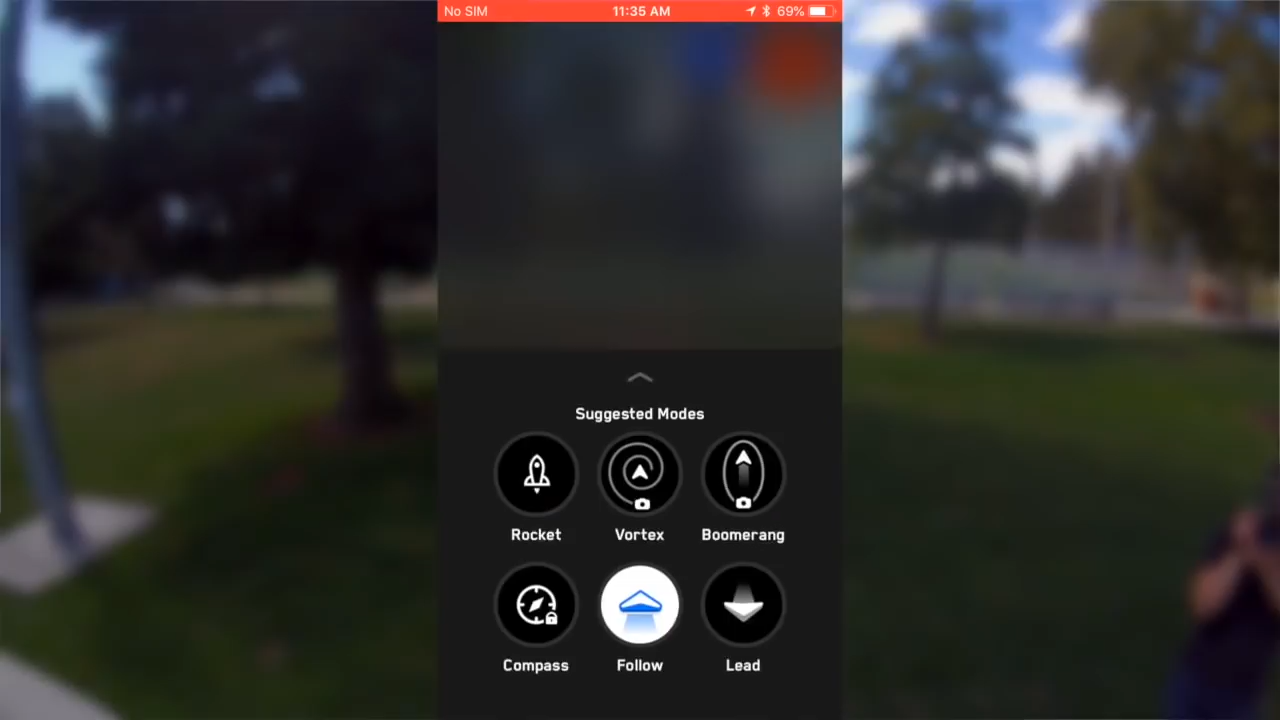 No SIM 11:35 AM 69%
Suggested Modes
Rocket Vortex Boomerang
Compass Follow Lead